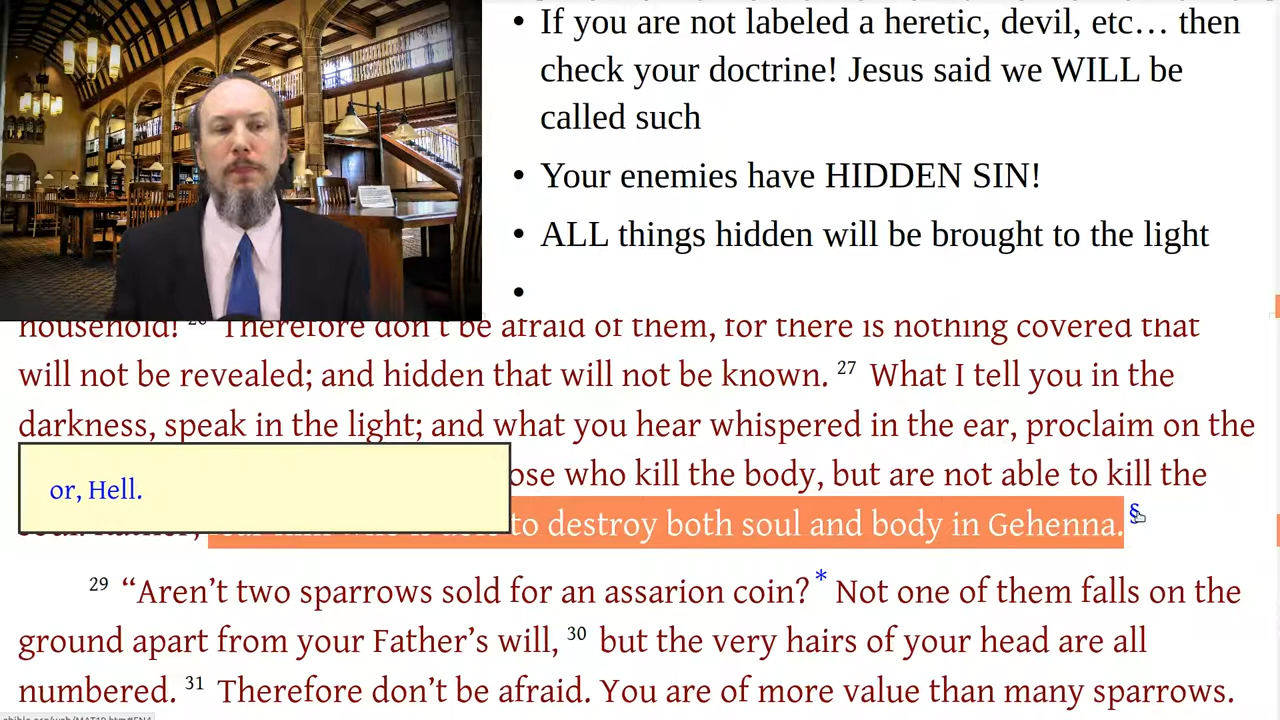 If you are not labeled a heretic, devil, etc… then
check your doctrine! Jesus said we WILL be
called such
Your enemies have HIDDEN SIN!
ALL things hidden will be brought to the light
household! 26 Therefore don’t be afraid of them, for there is nothing covered that
will not be revealed; and hidden that will not be known. 27 What I tell you in the
darkness, speak in the light; and what you hear whispered in the ear, proclaim on the
or, Hell.
who kill the body, but are not able to kill the
to destroy both soul and body in Gehenna. §
29 “Aren’t two sparrows sold for an assarion coin? * Not one of them falls on the
ground apart from your Father’s will, 30 but the very hairs of your head are all
numbered. 31 Therefore don’t be afraid. You are of more value than many sparrows.